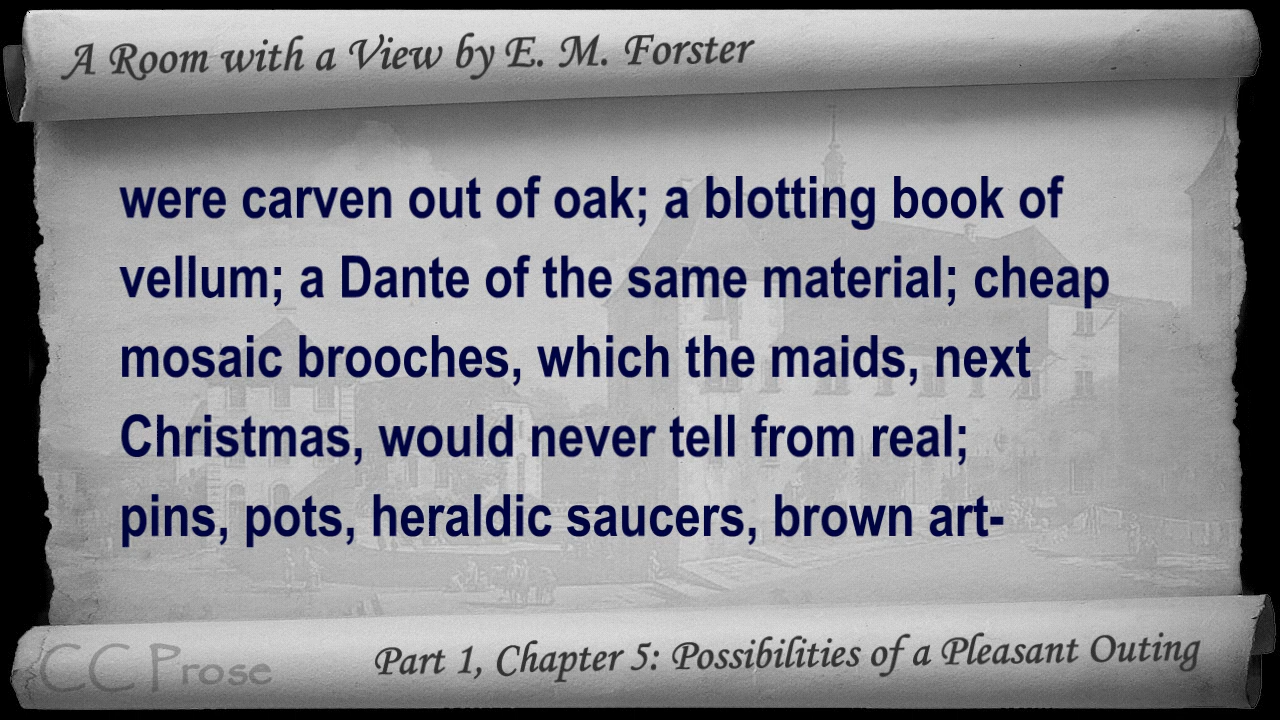 A Room with a View by E. M. Forster
were carven out of oak; a blotting book of
vellum; a Dante of the same material; cheap
mosaic brooches, which the maids, next
Christmas, would never tell from real;
pins, pots, heraldic saucers, brown art-
CC Prose
Part 1, Chapter 5: Possibilities of a Pleasant Outing